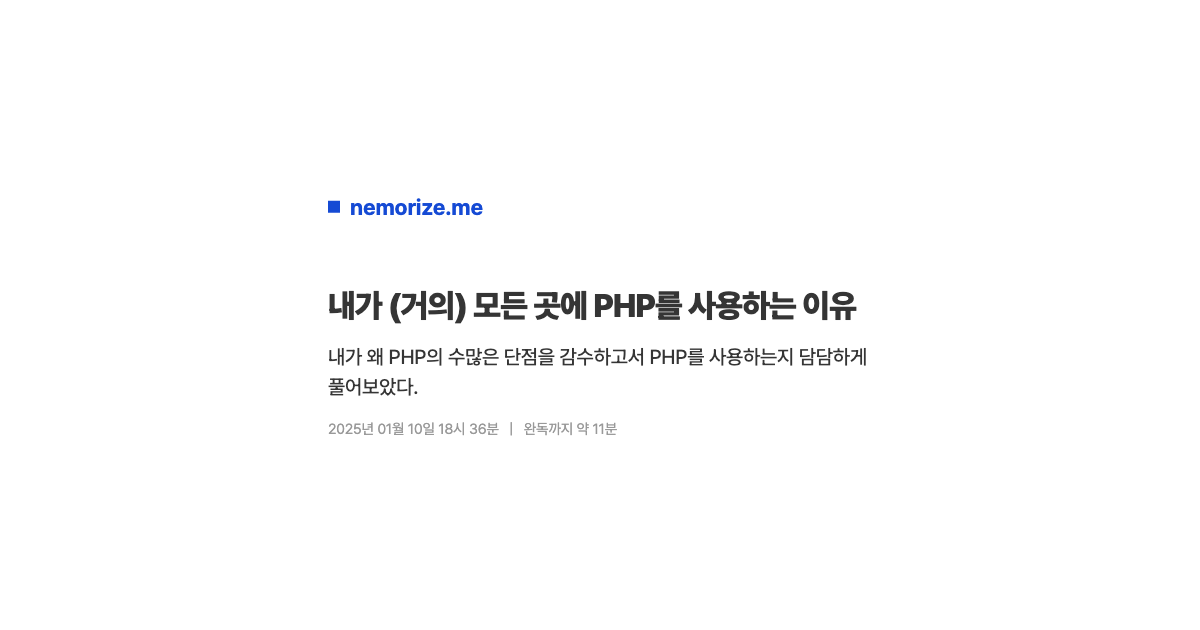 nemorize.me
내가 (거의) 모든 곳에 PHP를 사용하는 이유
내가 왜 PHP의 수많은 단점을 감수하고서 PHP를 사용하는지 담담하게
풀어보았다.
2025년 01월 10일 18시 36분 | 완독까지 약 11분